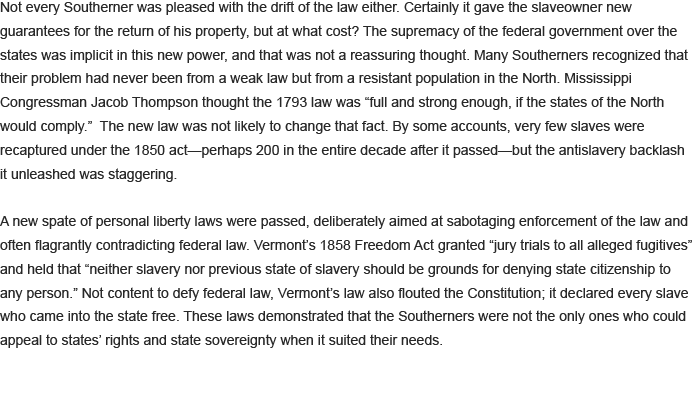 Not every Southerner was pleased with the drift of the law either. Certainly it gave the slaveowner new
guarantees for the return of his property, but at what cost? The supremacy of the federal government over the
states was implicit in this new power, and that was not a reassuring thought. Many Southerners recognized that
their problem had never been from a weak law but from a resistant population in the North. Mississippi
Congressman Jacob Thompson thought the 1793 law was “full and strong enough, if the states of the North
would comply.”  The new law was not likely to change that fact. By some accounts, very few slaves were
recaptured under the 1850 act—perhaps 200 in the entire decade after it passed—but the antislavery backlash
it unleashed was staggering.

A new spate of personal liberty laws were passed, deliberately aimed at sabotaging enforcement of the law and
often flagrantly contradicting federal law. Vermont’s 1858 Freedom Act granted “jury trials to all alleged fugitives”
and held that “neither slavery nor previous state of slavery should be grounds for denying state citizenship to
any person.” Not content to defy federal law, Vermont’s law also flouted the Constitution; it declared every slave
who came into the state free. These laws demonstrated that the Southerners were not the only ones who could
appeal to states’ rights and state sovereignty when it suited their needs.